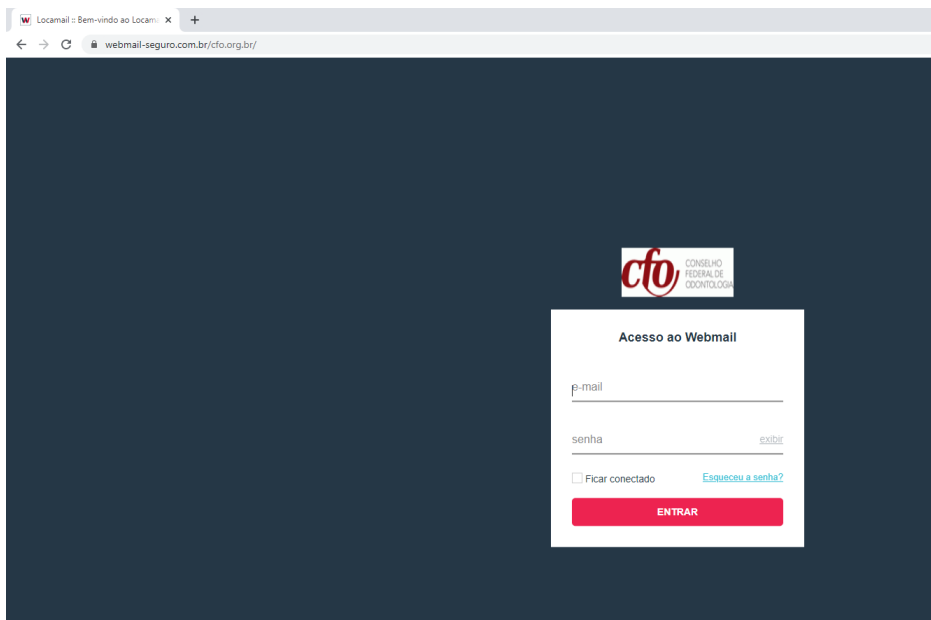 W Locamail :: Bem-vindo ao Locam
webmail-seguro.com.br/cfo.org.br/
cfo CONSELHO
FEDERAL DE
ODONTOLOGIA
Acesso ao Webmail
e-mail
senha exibir
Ficar conectado Esqueceu a senha?
ENTRAR